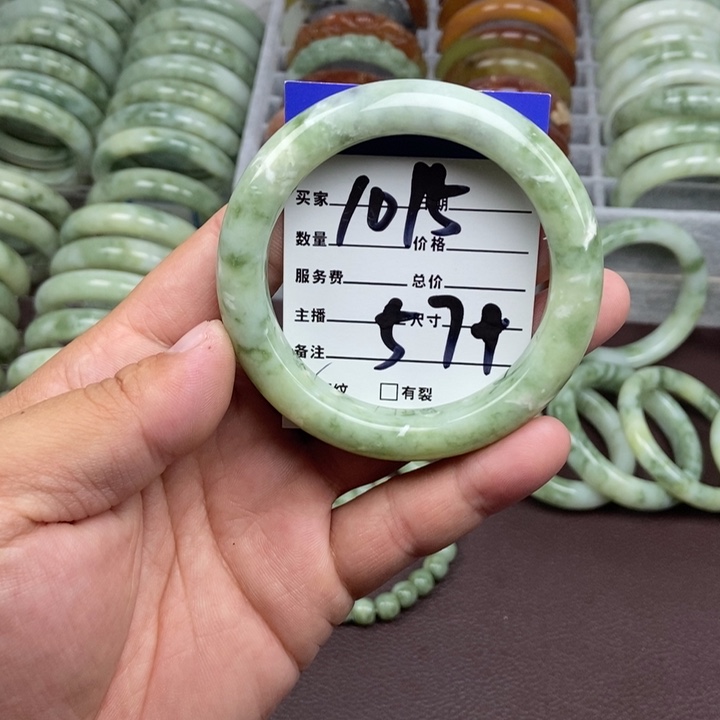 买家 1015 日期
数量 价格
服务费 总价
主播 尺寸
57+
备注
纹 □有裂